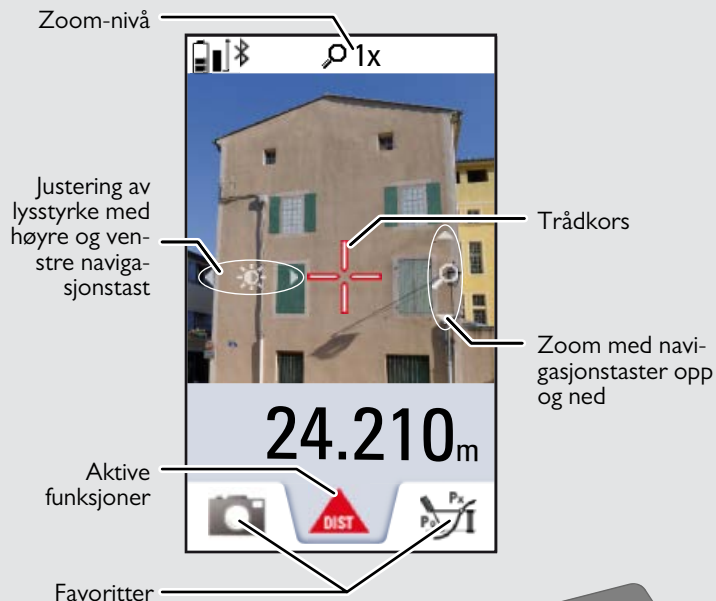 Zoom-nivå
1x
Justering av
lysstyrke med
høyre og ven-
stre naviga-
sjonstast
Trådkors
Zoom med navi-
gasjonstaster opp
og ned
24.210m
Aktive
funksjoner
DIST
Px
Po
Favoritter